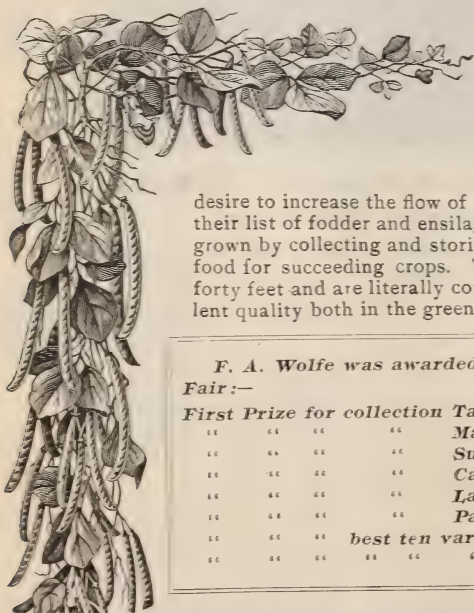 desire to increase the flow of
their list of fodder and ensila
grown by collecting and stori
food for succeeding crops.
forty feet and are literally co
lent quality both in the green
F. A. Wolfe was awarded
Fair:—
First Prize for collection Ta
“ “ “ “ Ma
“ “ “ “ Su
“ “ “ “ Ca
“ “ “ “ La
“ “ “ “ Pa
“ “ best ten var
“ “ “ “ “